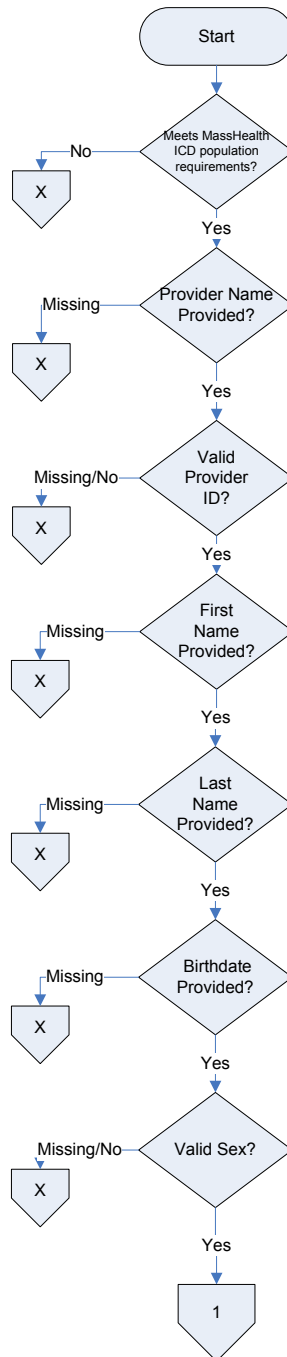 Start
Meets MassHealth
ICD population
requirements?
No
X
Yes
Provider Name
Provided?
Missing
X
Yes
Valid
Provider
ID?
Missing/No
X
Yes
First
Name
Provided?
Missing
X
Yes
Last
Name
Provided?
Missing
X
Yes
Birthdate
Provided?
Missing
X
Yes
Valid Sex?
Missing/No
X
Yes
1